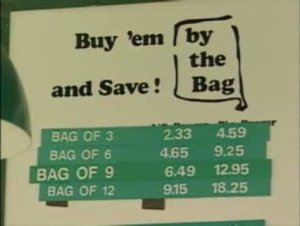 Buy 'em by
the
and Save! Bag
BAG OF 3 2.33 4.59
BAG OF 6 4.65 9.25
BAG OF 9 6.49 12.95
BAG OF 12 9.15 18.25